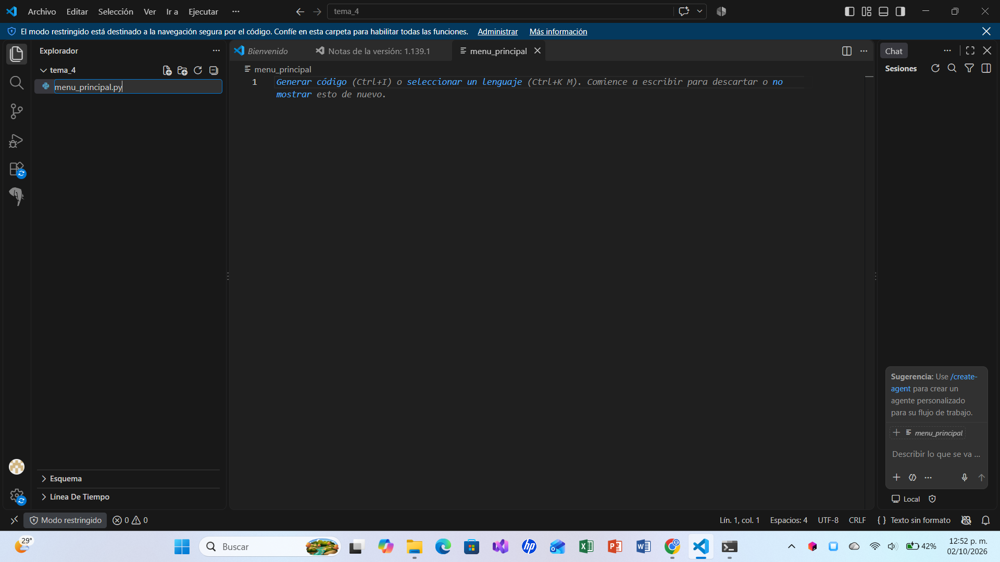 Archivo Editar Selección Ver Ir a Ejecutar ···
tema_4
El modo restringido está destinado a la navegación segura por el código. Confíe en esta carpeta para habilitar todas las funciones. Administrar Más información
Explorador
tema_4
menu_principal.py
Esquema
Línea De Tiempo
Bienvenido
Notas de la versión: 1.139.1
menu_principal
menu_principal
1 Generar código (Ctrl+I) o seleccionar un lenguaje (Ctrl+K M). Comience a escribir para descartar o no
mostrar esto de nuevo.
Chat
Sesiones
Sugerencia: Use /create-
agent para crear un
agente personalizado
para su flujo de trabajo.
menu_principal
Describir lo que se va ...
Local
Modo restringido 0 0
Lín. 1, col. 1 Espacios: 4 UTF-8 CRLF {} Texto sin formato
29°
Buscar
42%
12:52 p. m.
02/10/2026